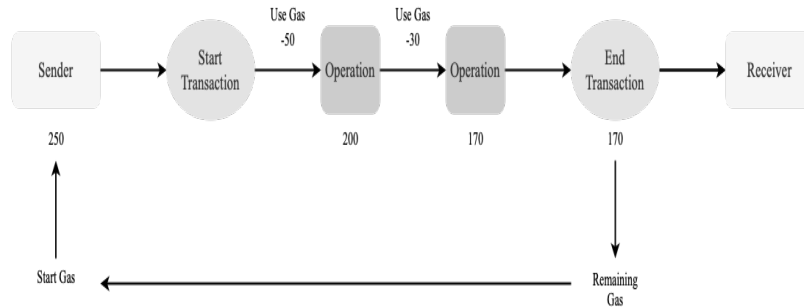 Use Gas
-50
Use Gas
-30
Sender
Start
Transaction
Operation
Operation
End
Transaction
Receiver
250
200
170
170
Start Gas
Remaining
Gas